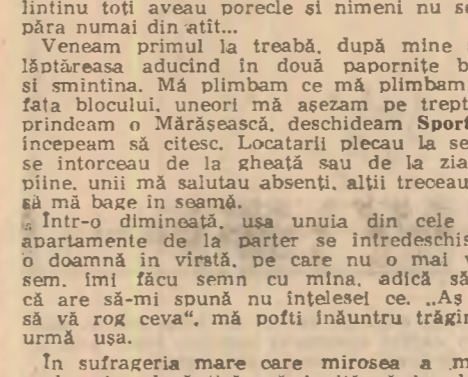 lintinu toti aveau porecle și nimeni nu se
păra numai din atît...
Veneam primul la treabă, după mine
lăptăreasa aducînd în două papornițe b
și smîntîna. Mă plimbam ce mă plimbam
fața blocului, uneori mă așezam pe trept
prindeam o Mărășească, deschideam Sport
începeam să citesc. Locatarii plecau la se
se întorceau de la gheață sau de la zia
pîine, unii mă salutau absenți, alții treceau
să mă bage în seamă.
Într-o dimineață, ușa unuia din cele
apartamente de la parter se întredeschis
o doamnă în vîrstă, pe care nu o mai v
sem, îmi făcu semn cu mîna, adică să
că are să-mi spună nu înțelesei ce. „Aș
să vă rog ceva“, mă pofti înăuntru trăgîn
urmă ușa.
În sufrageria mare care mirosea a m